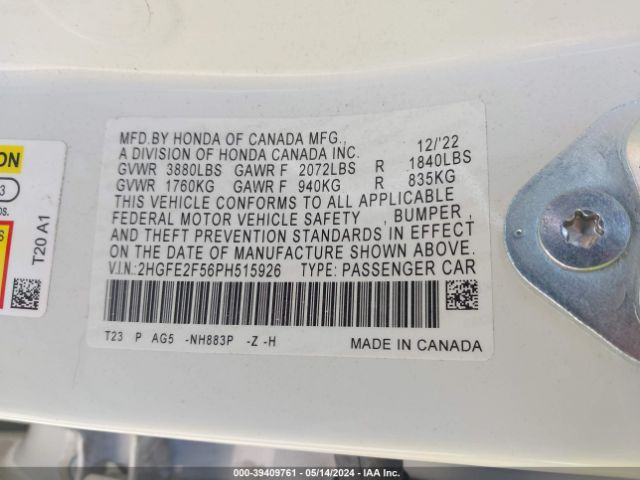 MFD.BY HONDA OF CANADA MFG., 12/'22
A DIVISION OF HONDA CANADA INC.
GVWR 3880LBS GAWR F 2072LBS R 1840LBS
GVWR 1760KG GAWR F 940KG R 835KG
THIS VEHICLE CONFORMS TO ALL APPLICABLE
FEDERAL MOTOR VEHICLE SAFETY , BUMPER ,
AND THEFT PREVENTION STANDARDS IN EFFECT
ON THE DATE OF MANUFACTURE SHOWN ABOVE.
V.I.N.:2HGFE2F56PH515926 TYPE: PASSENGER CAR
T23 P AG5 -NH883P -Z -H MADE IN CANADA
T20 A1
000-39409761 - 05/14/2024 - IAAI.COM